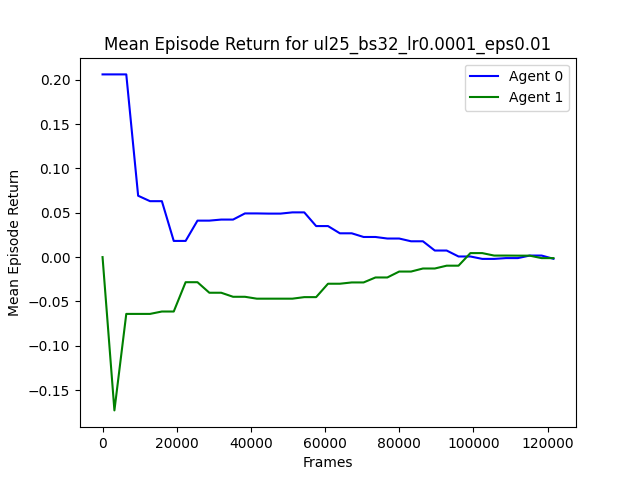 Mean Episode Return for ul25_bs32_lr0.0001_eps0.01
Agent 0
Agent 1
Mean Episode Return
0.20
0.15
0.10
0.05
0.00
−0.05
−0.10
−0.15
0 20000 40000 60000 80000 100000 120000
Frames